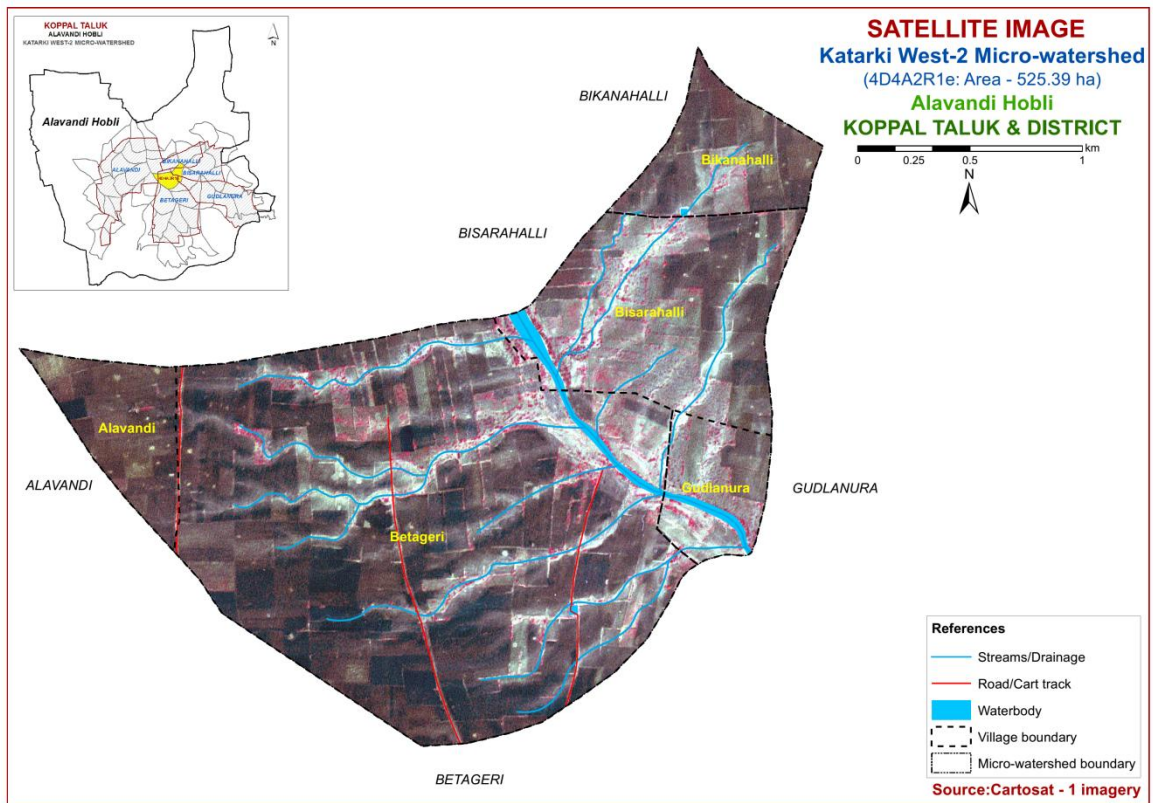 KOPPAL TALUK
ALAVANDI HOBLI
KATARKI WEST-2 MICRO-WATERSHED
N
Alavandi Hobli
BIKANAHALLI
ALAVANDI
BISARAHALLI
GUDLANURA
BETAGERI
SATELLITE IMAGE
Katarki West-2 Micro-watershed
(4D4A2R1e: Area - 525.39 ha)
Alavandi Hobli
KOPPAL TALUK & DISTRICT
km
0 0.25 0.5 1
N
BIKANAHALLI
Bikanahalli
BISARAHALLI
Bisarahalli
Alavandi
ALAVANDI
Gudlanura
GUDLANURA
Betageri
BETAGERI
References
Streams/Drainage
Road/Cart track
Waterbody
Village boundary
Micro-watershed boundary
Source:Cartosat - 1 imagery